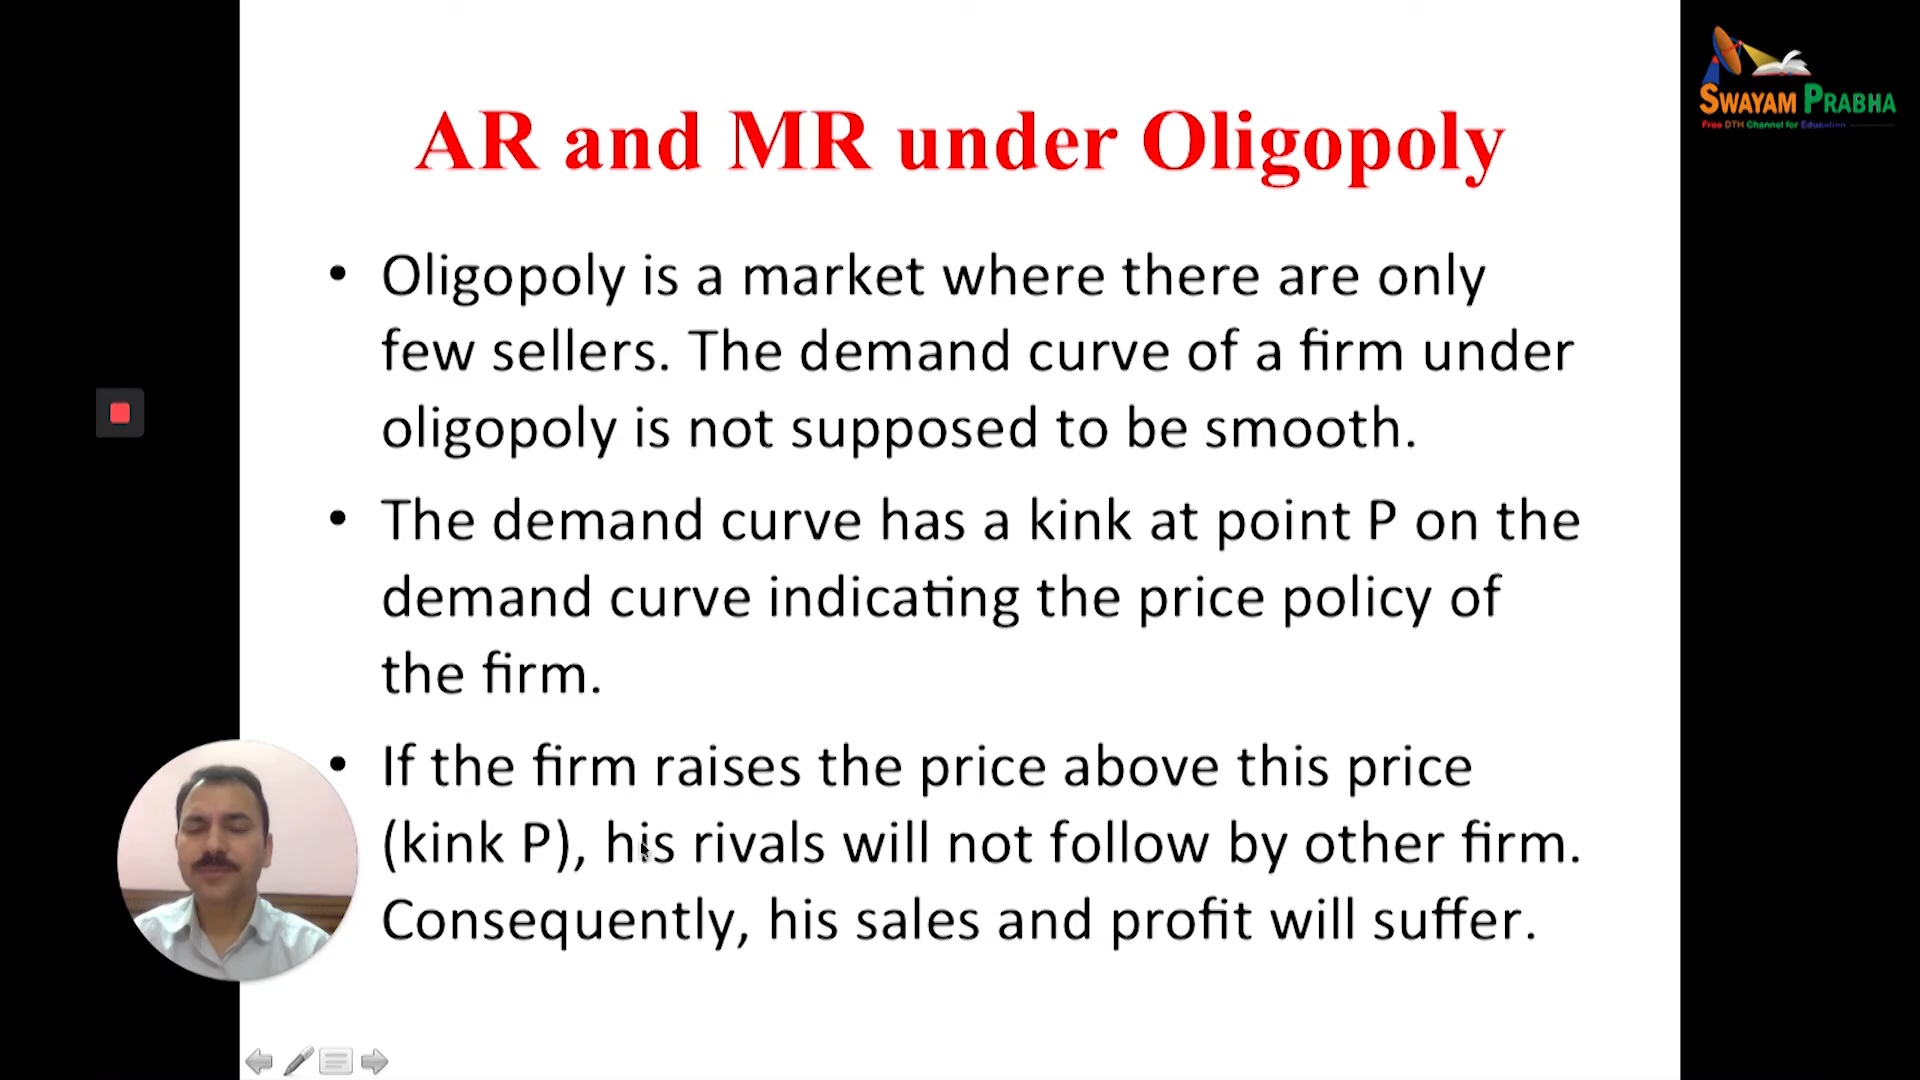 AR and MR under Oligopoly
• Oligopoly is a market where there are only
few sellers. The demand curve of a firm under
oligopoly is not supposed to be smooth.
• The demand curve has a kink at point P on the
demand curve indicating the price policy of
the firm.
• If the firm raises the price above this price
(kink P), his rivals will not follow by other firm.
Consequently, his sales and profit will suffer.
SWAYAM PRABHA
Free DTH Channel for Education